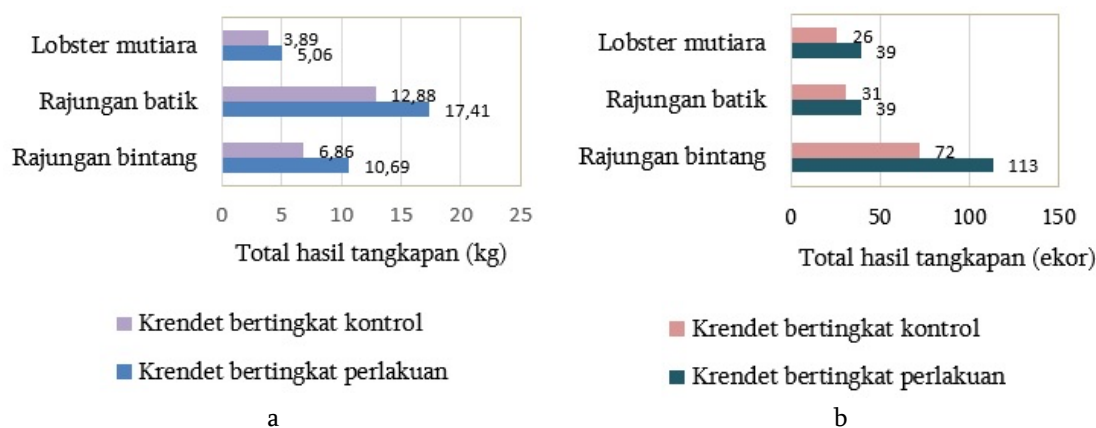 Lobster mutiara
3,89
5,06
Rajungan batik
12,88
17,41
Rajungan bintang
6,86
10,69
0 5 10 15 20 25
Total hasil tangkapan (kg)
Krendet bertingkat kontrol
Krendet bertingkat perlakuan
a
Lobster mutiara
26
39
Rajungan batik
31
39
Rajungan bintang
72
113
0 50 100 150
Total hasil tangkapan (ekor)
Krendet bertingkat kontrol
Krendet bertingkat perlakuan
b